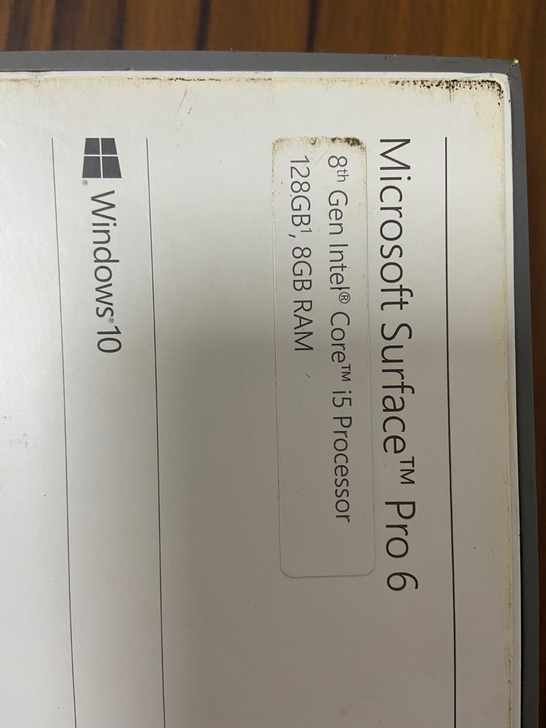 Microsoft Surface™ Pro 6
8th Gen Intel® Core™ i5 Processor
128GB¹, 8GB RAM
Windows®10